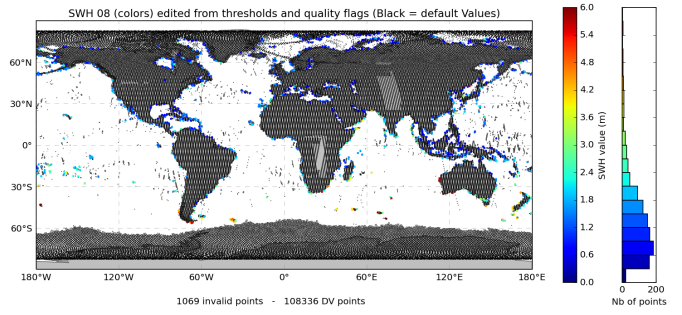 SWH 08 (colors) edited from thresholds and quality flags (Black = default Values)
60°N
30°N
0°
30°S
60°S
180°W 120°W 60°W 0° 60°E 120°E 180°E
1069 invalid points - 108336 DV points
6.0
5.4
4.8
4.2
3.6
3.0
2.4
1.8
1.2
0.6
0.0
SWH value (m)
0 200
Nb of points